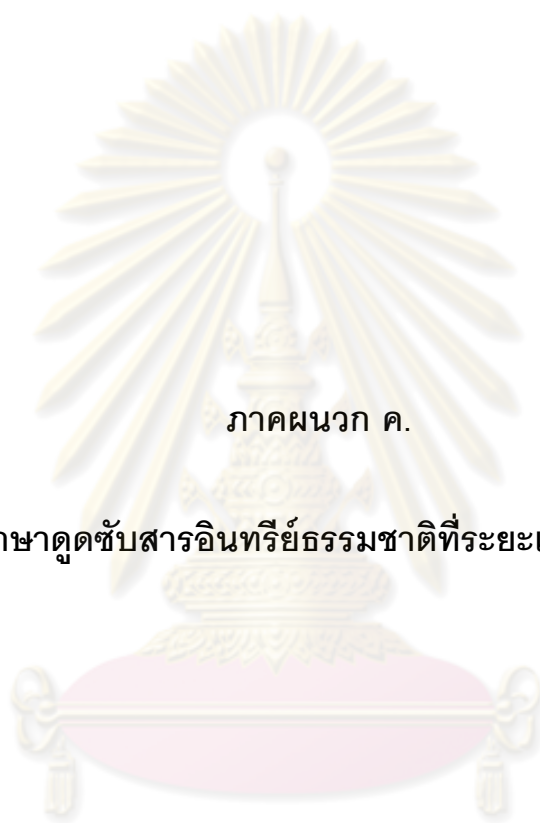 ภาคผนวก ค.
าษาดูดซับสารอินทรีย์ธรรมชาติที่ระยะเ